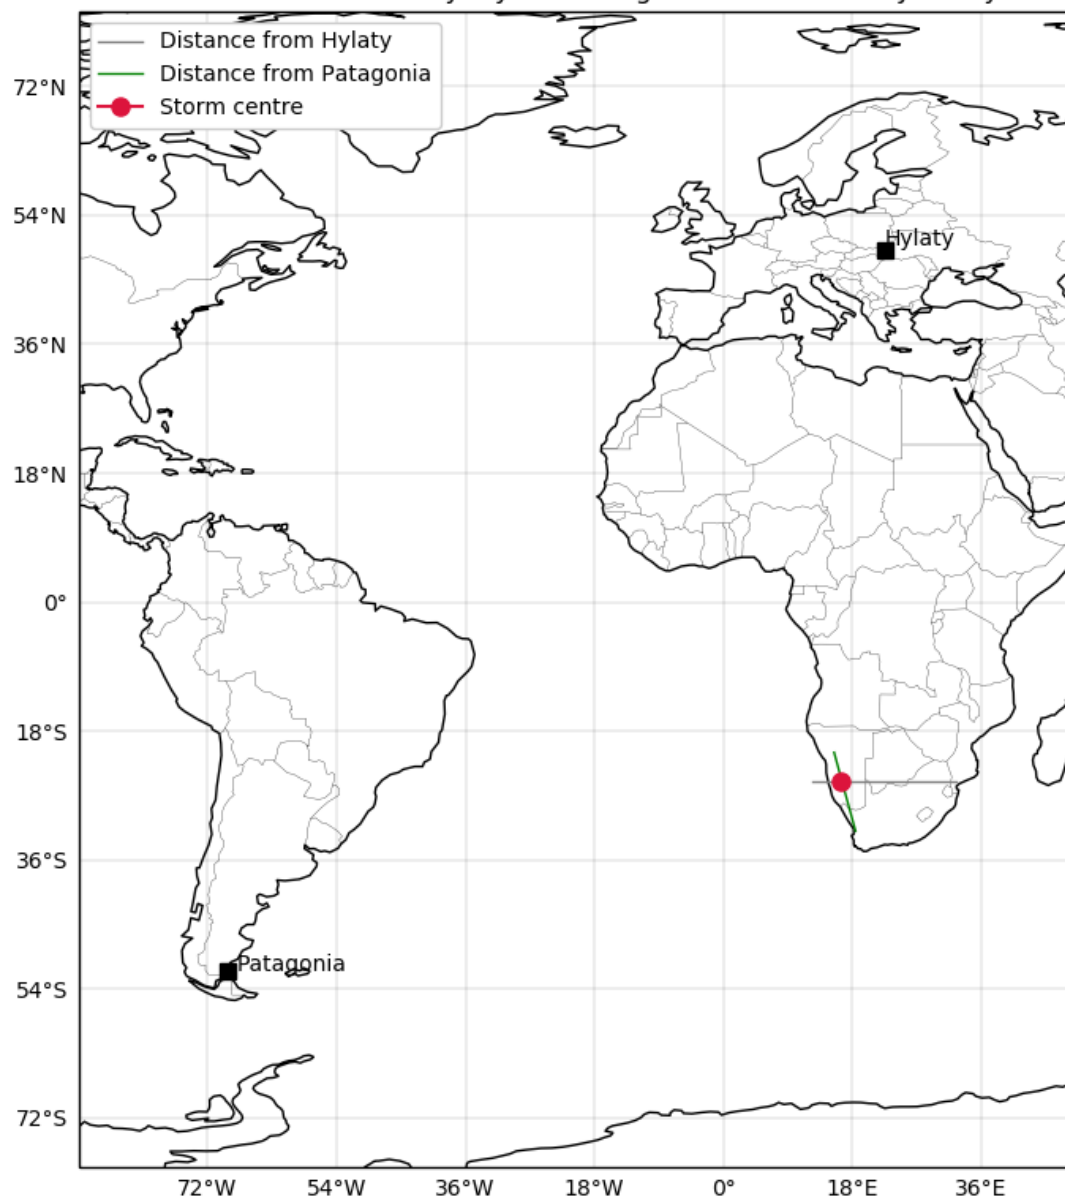 Distance from Hylaty
Distance from Patagonia
Storm centre
72°N
54°N
Hylaty
36°N
18°N
0°
18°S
36°S
Patagonia
54°S
72°S
72°W 54°W 36°W 18°W 0° 18°E 36°E